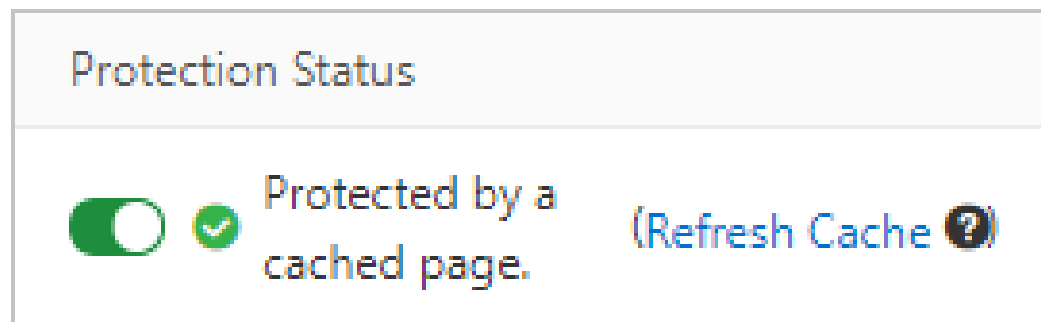 Protection Status
Protected by a
cached page.
(Refresh Cache ?)